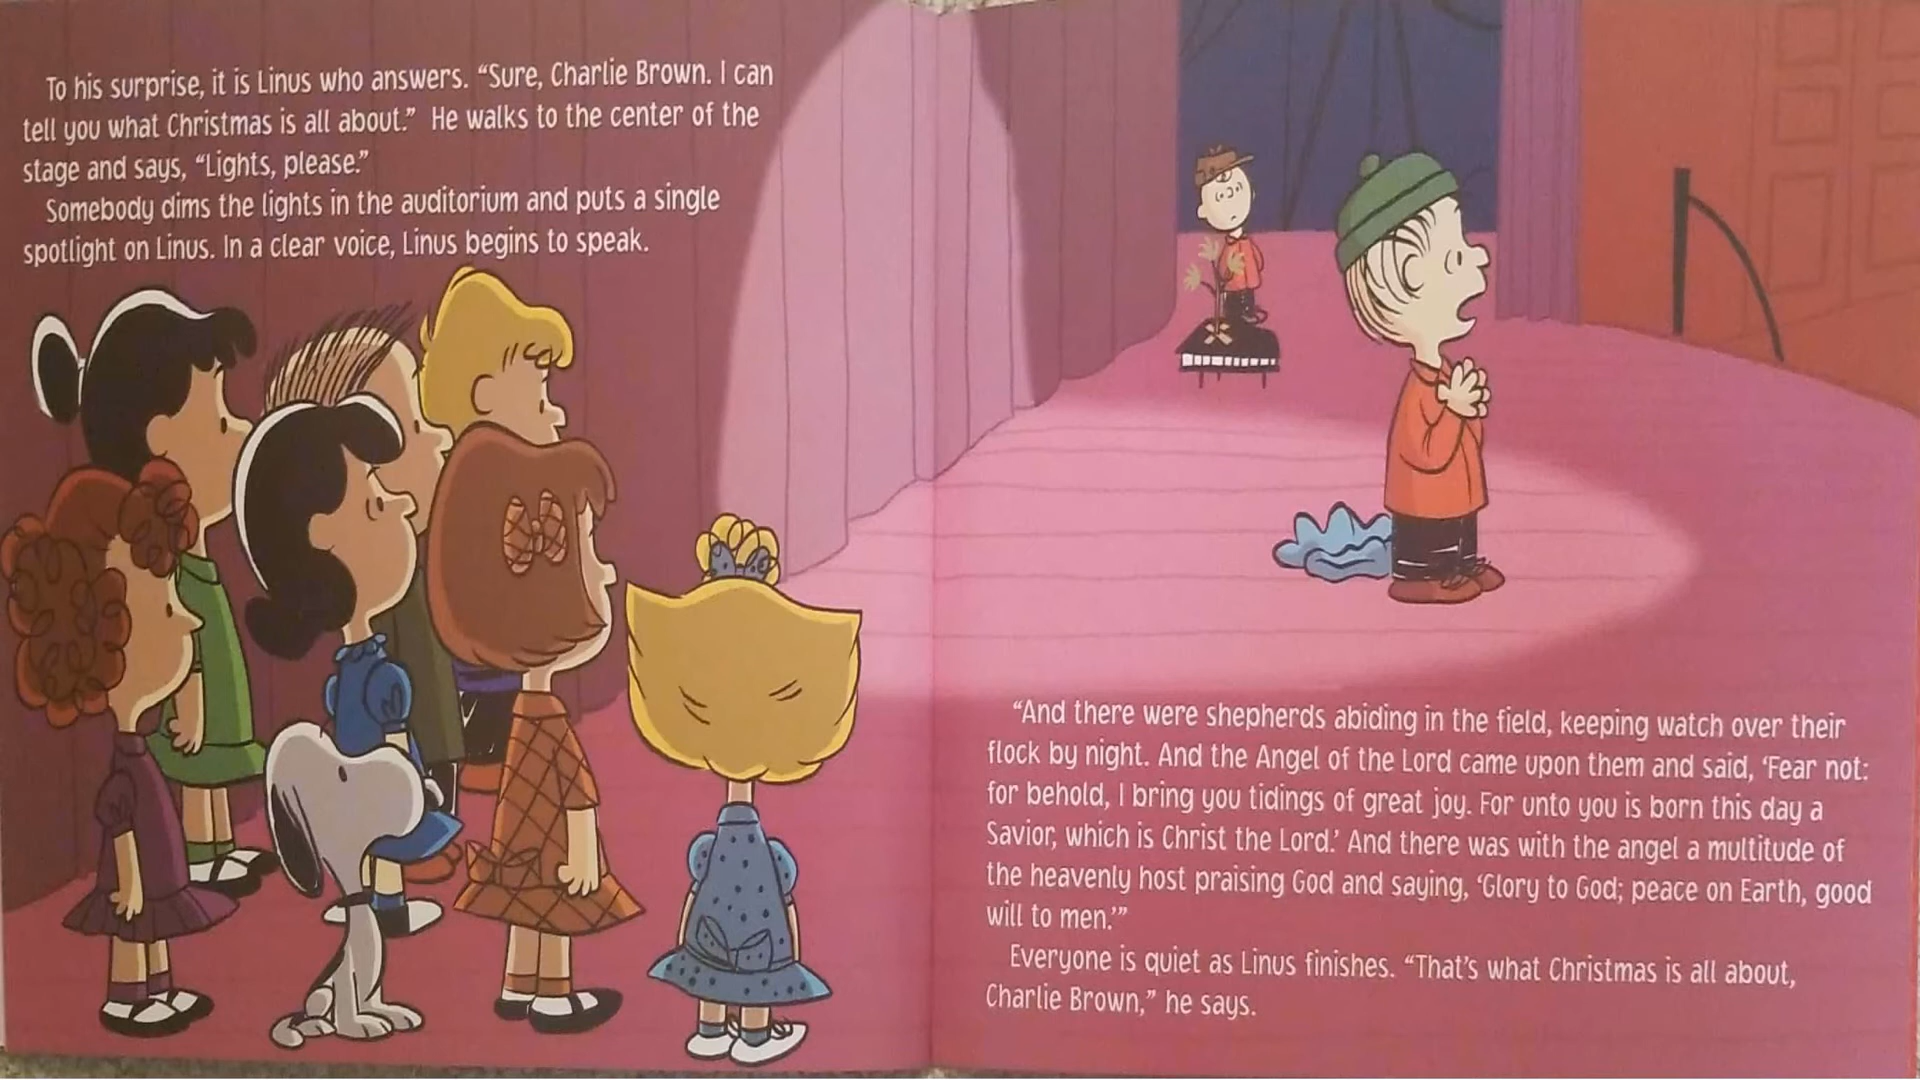 To his surprise, it is Linus who answers. “Sure, Charlie Brown. I can
tell you what Christmas is all about.” He walks to the center of the
stage and says, “Lights, please.”
Somebody dims the lights in the auditorium and puts a single
spotlight on Linus. In a clear voice, Linus begins to speak.
“And there were shepherds abiding in the field, keeping watch over their
flock by night. And the Angel of the Lord came upon them and said, ‘Fear not:
for behold, I bring you tidings of great joy. For unto you is born this day a
Savior, which is Christ the Lord.’ And there was with the angel a multitude of
the heavenly host praising God and saying, ‘Glory to God; peace on Earth, good
will to men.’”
Everyone is quiet as Linus finishes. “That’s what Christmas is all about,
Charlie Brown,” he says.